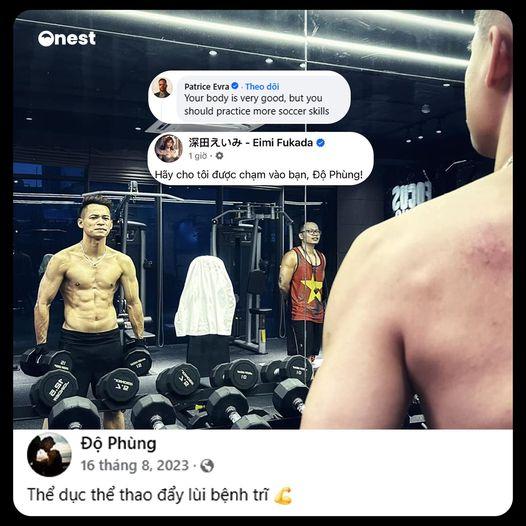 Onest
Patrice Evra · Theo dõi
Your body is very good, but you
should practice more soccer skills
深田えいみ - Eimi Fukada
1 giờ ·
Hãy cho tôi được chạm vào bạn, Độ Phùng!
FOCUS
Độ Phùng
16 tháng 8, 2023 ·
Thể dục thể thao đẩy lùi bệnh trĩ 💪